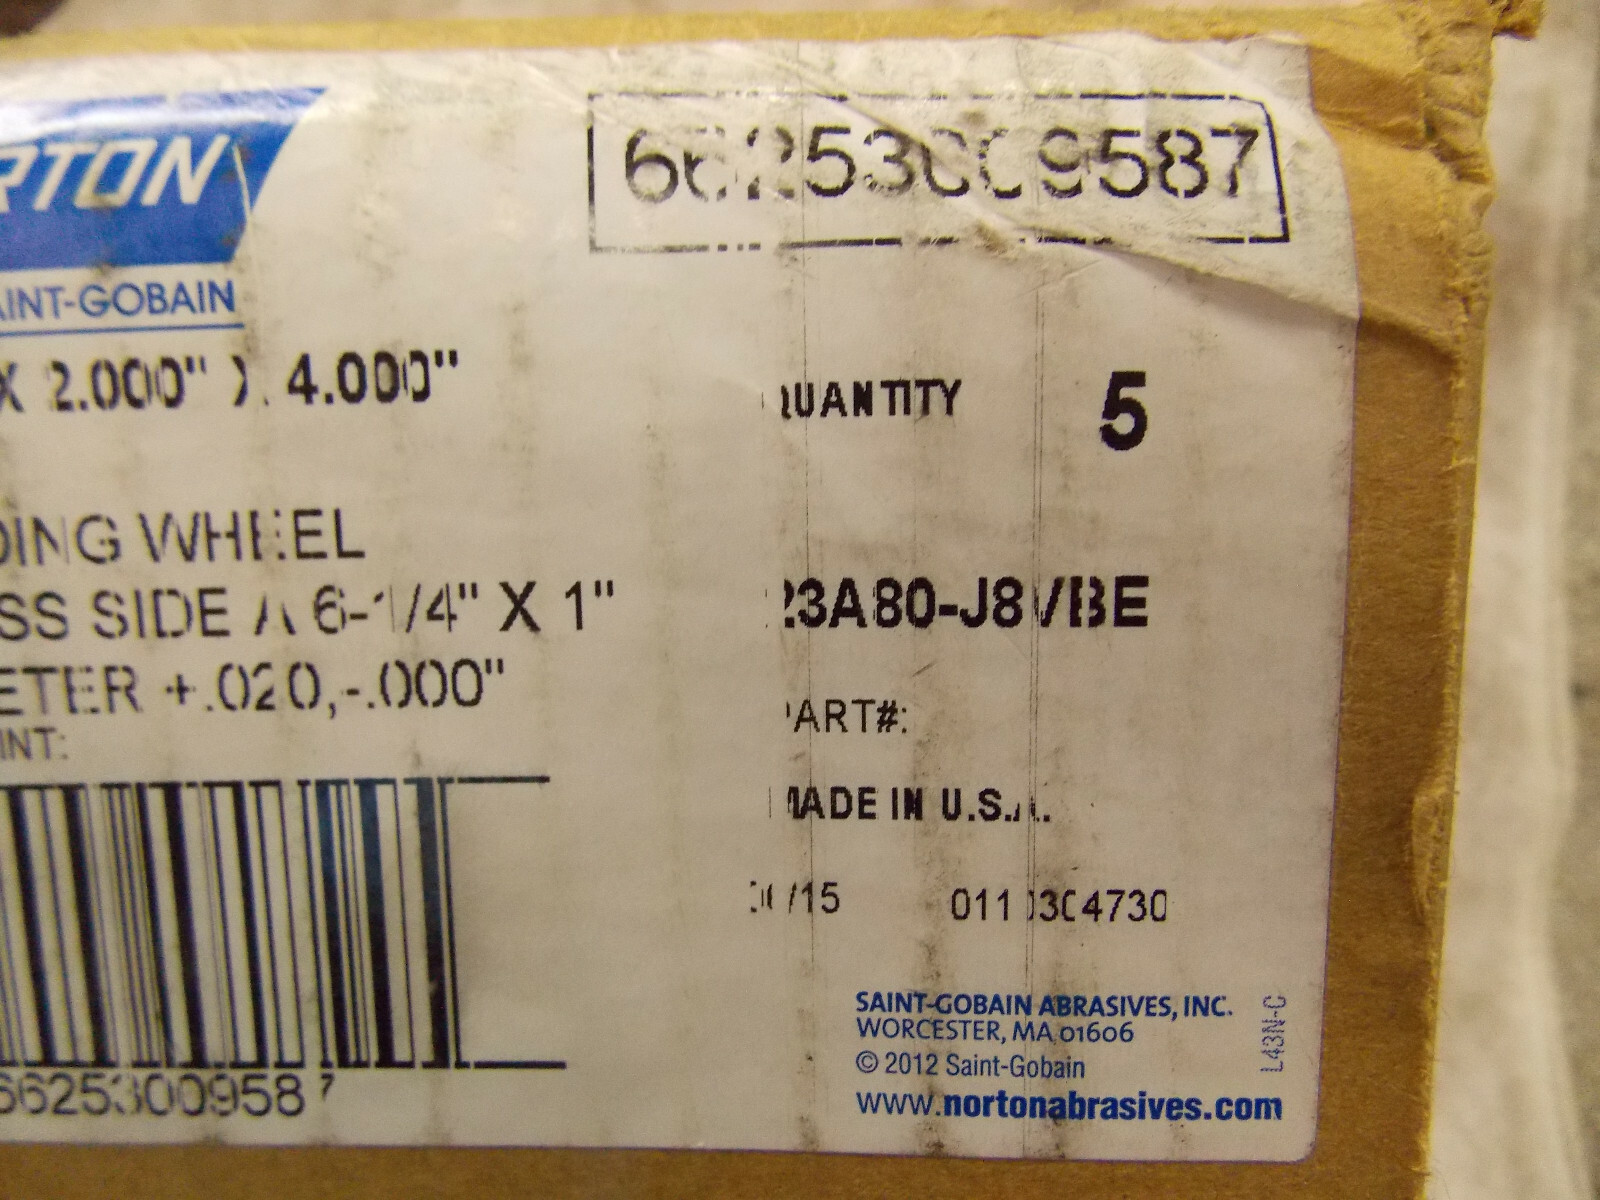 RTON
66253009587
AINT-GOBAIN
X 2.000" X 4.000"
QUANTITY 5
DING WHEEL
SS SIDE A 6-1/4" X 1"
23A80-J8VBE
ETER +.020,-.000"
PART#:
INT:
MADE IN U.S.A.
/15 0110304730
SAINT-GOBAIN ABRASIVES, INC.
WORCESTER, MA 01606
© 2012 Saint-Gobain
www.nortonabrasives.com
L43N-C
66253009587